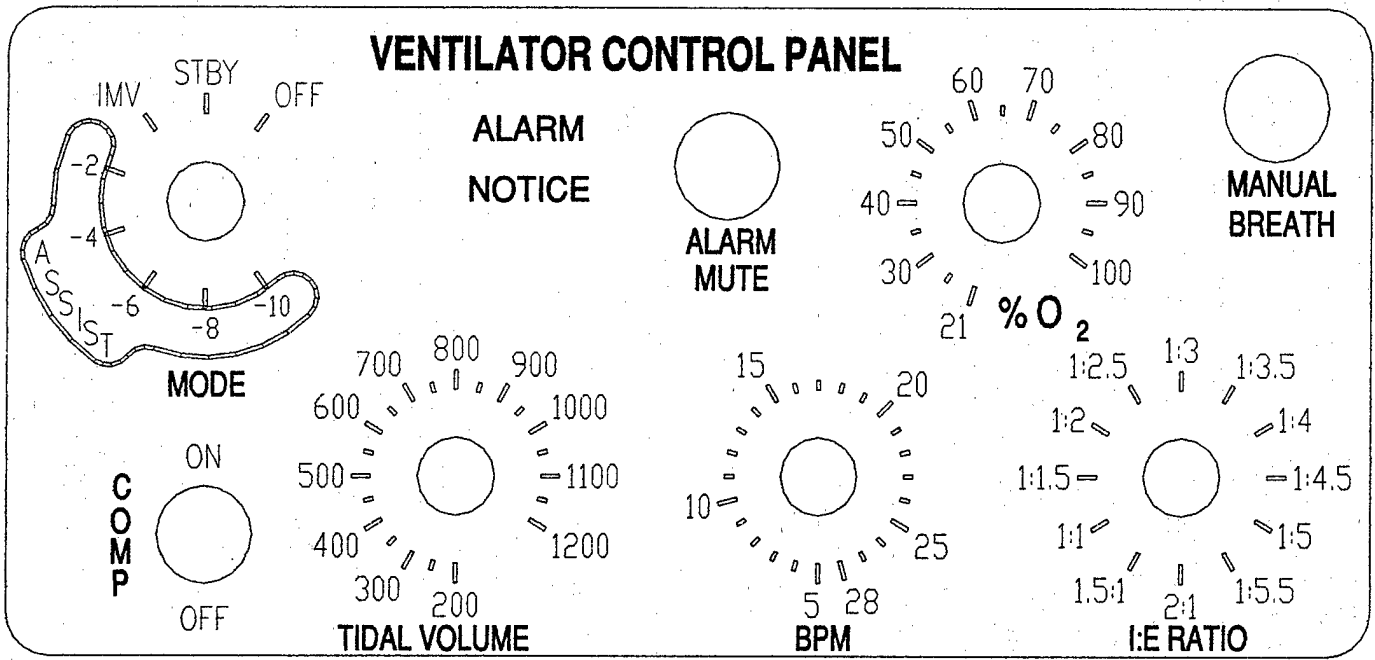 VENTILATOR CONTROL PANEL
IMV
STBY
OFF
-2
-4
-6
-8
-10
ASSIST
MODE
ALARM
NOTICE
ALARM
MUTE
21
30
40
50
60
70
80
90
100
%O2
MANUAL
BREATH
COMP
ON
OFF
200
300
400
500
600
700
800
900
1000
1100
1200
TIDAL VOLUME
5
10
15
20
25
28
BPM
2:1
1.5:1
1:1
1:1.5
1:2
1:2.5
1:3
1:3.5
1:4
1:4.5
1:5
1:5.5
I:E RATIO